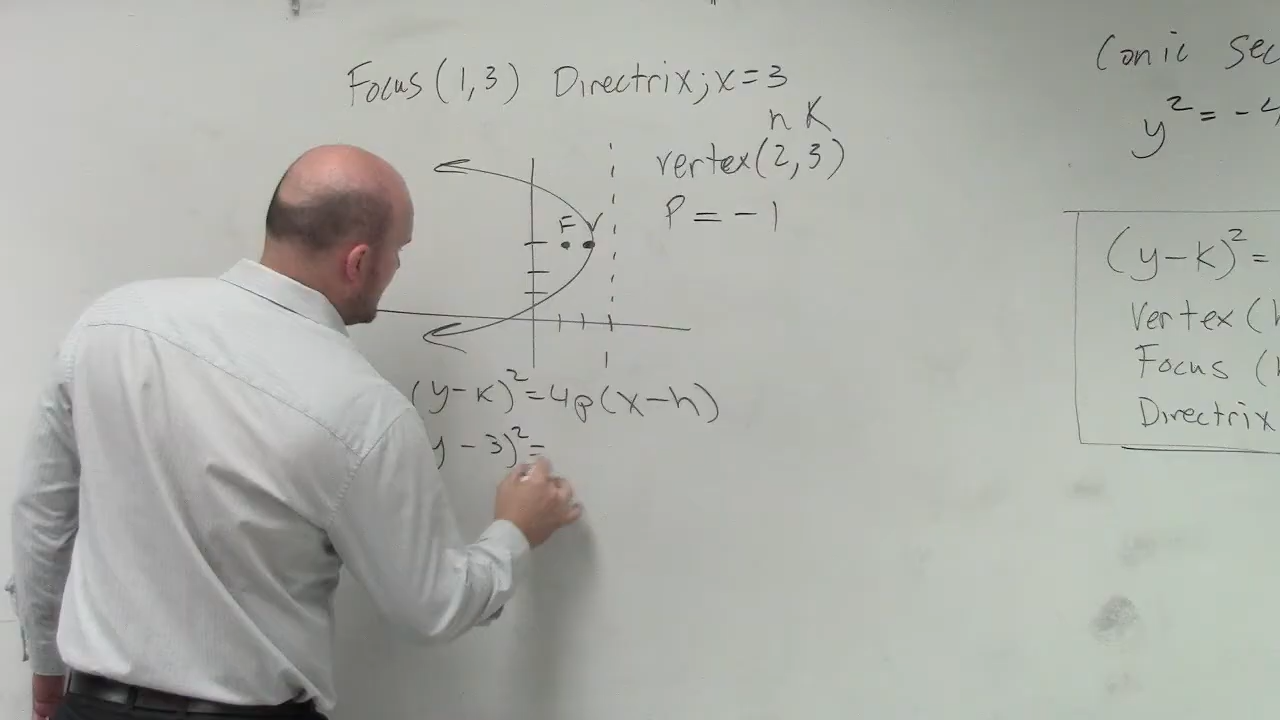 Focus (1,3) Directrix; x=3
h K
vertex (2,3)
P = -1
F V
(y-K)² = 4p(x-h)
y - 3)² =
Conic Sec
y² = -4
(y-K)² =
Vertex (h
Focus (h
Directrix